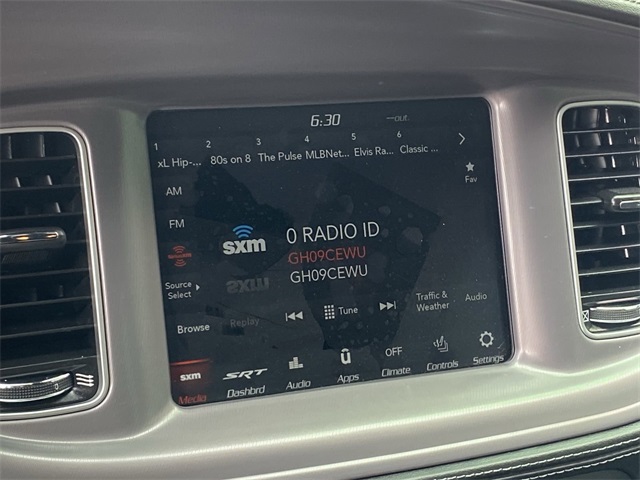 6:30
--out.
1 2 3 4 5 6
xL Hip-... 80s on 8 The Pulse MLBNet... Elvis Ra... Classic ...
AM
Fav
FM
sxm
0 RADIO ID
GH09CEWU
GH09CEWU
Source Select
Tune
Traffic & Weather
Audio
Browse
Replay
sxm SRT OFF
Media Dashbrd Audio Apps Climate Controls Settings